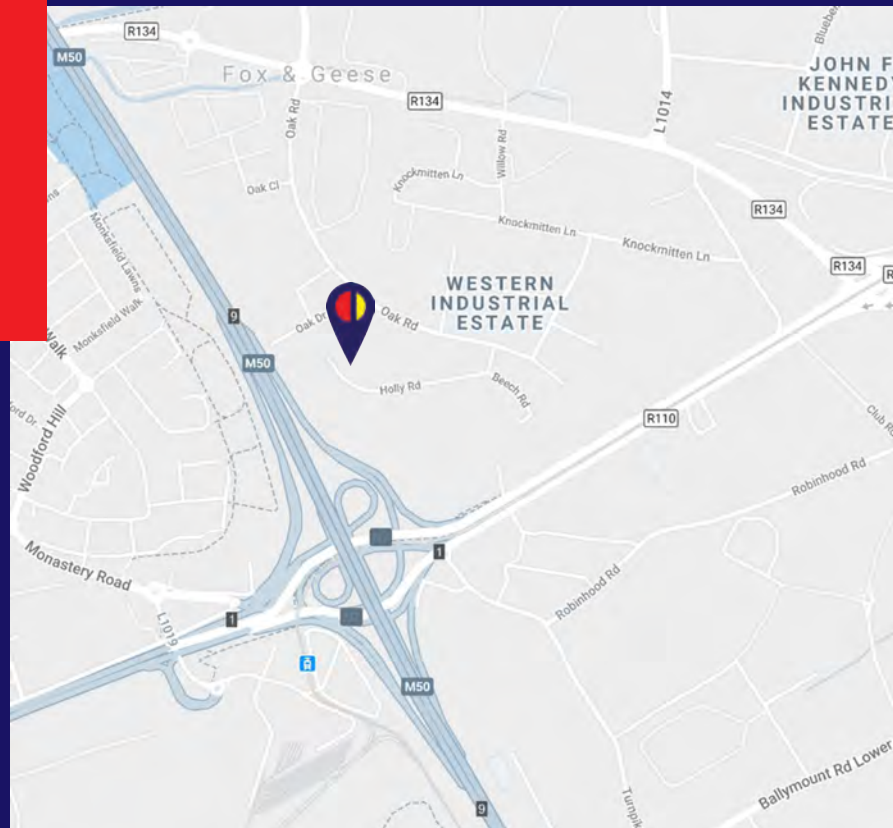 R134
M50
Fox & Geese
R134
L1014
JOHN F
KENNEDY
INDUSTRI
ESTATE
Oak Rd
Willow Rd
Oak Cl
Knockmitten Ln
Knockmitten Ln
Knockmitten Ln
R134
R134
R
Monksfield Lawns
Monksfield Walk
Walk
9
M50
Oak Dr
Oak Rd
WESTERN
INDUSTRIAL
ESTATE
Holly Rd
Beech Rd
R110
Club Rd
Woodford Hill
ford Dr
Robinhood Rd
Monastery Road
1
1
L1019
Robinhood Rd
M50
9
Turnpik
Ballymount Rd Lower